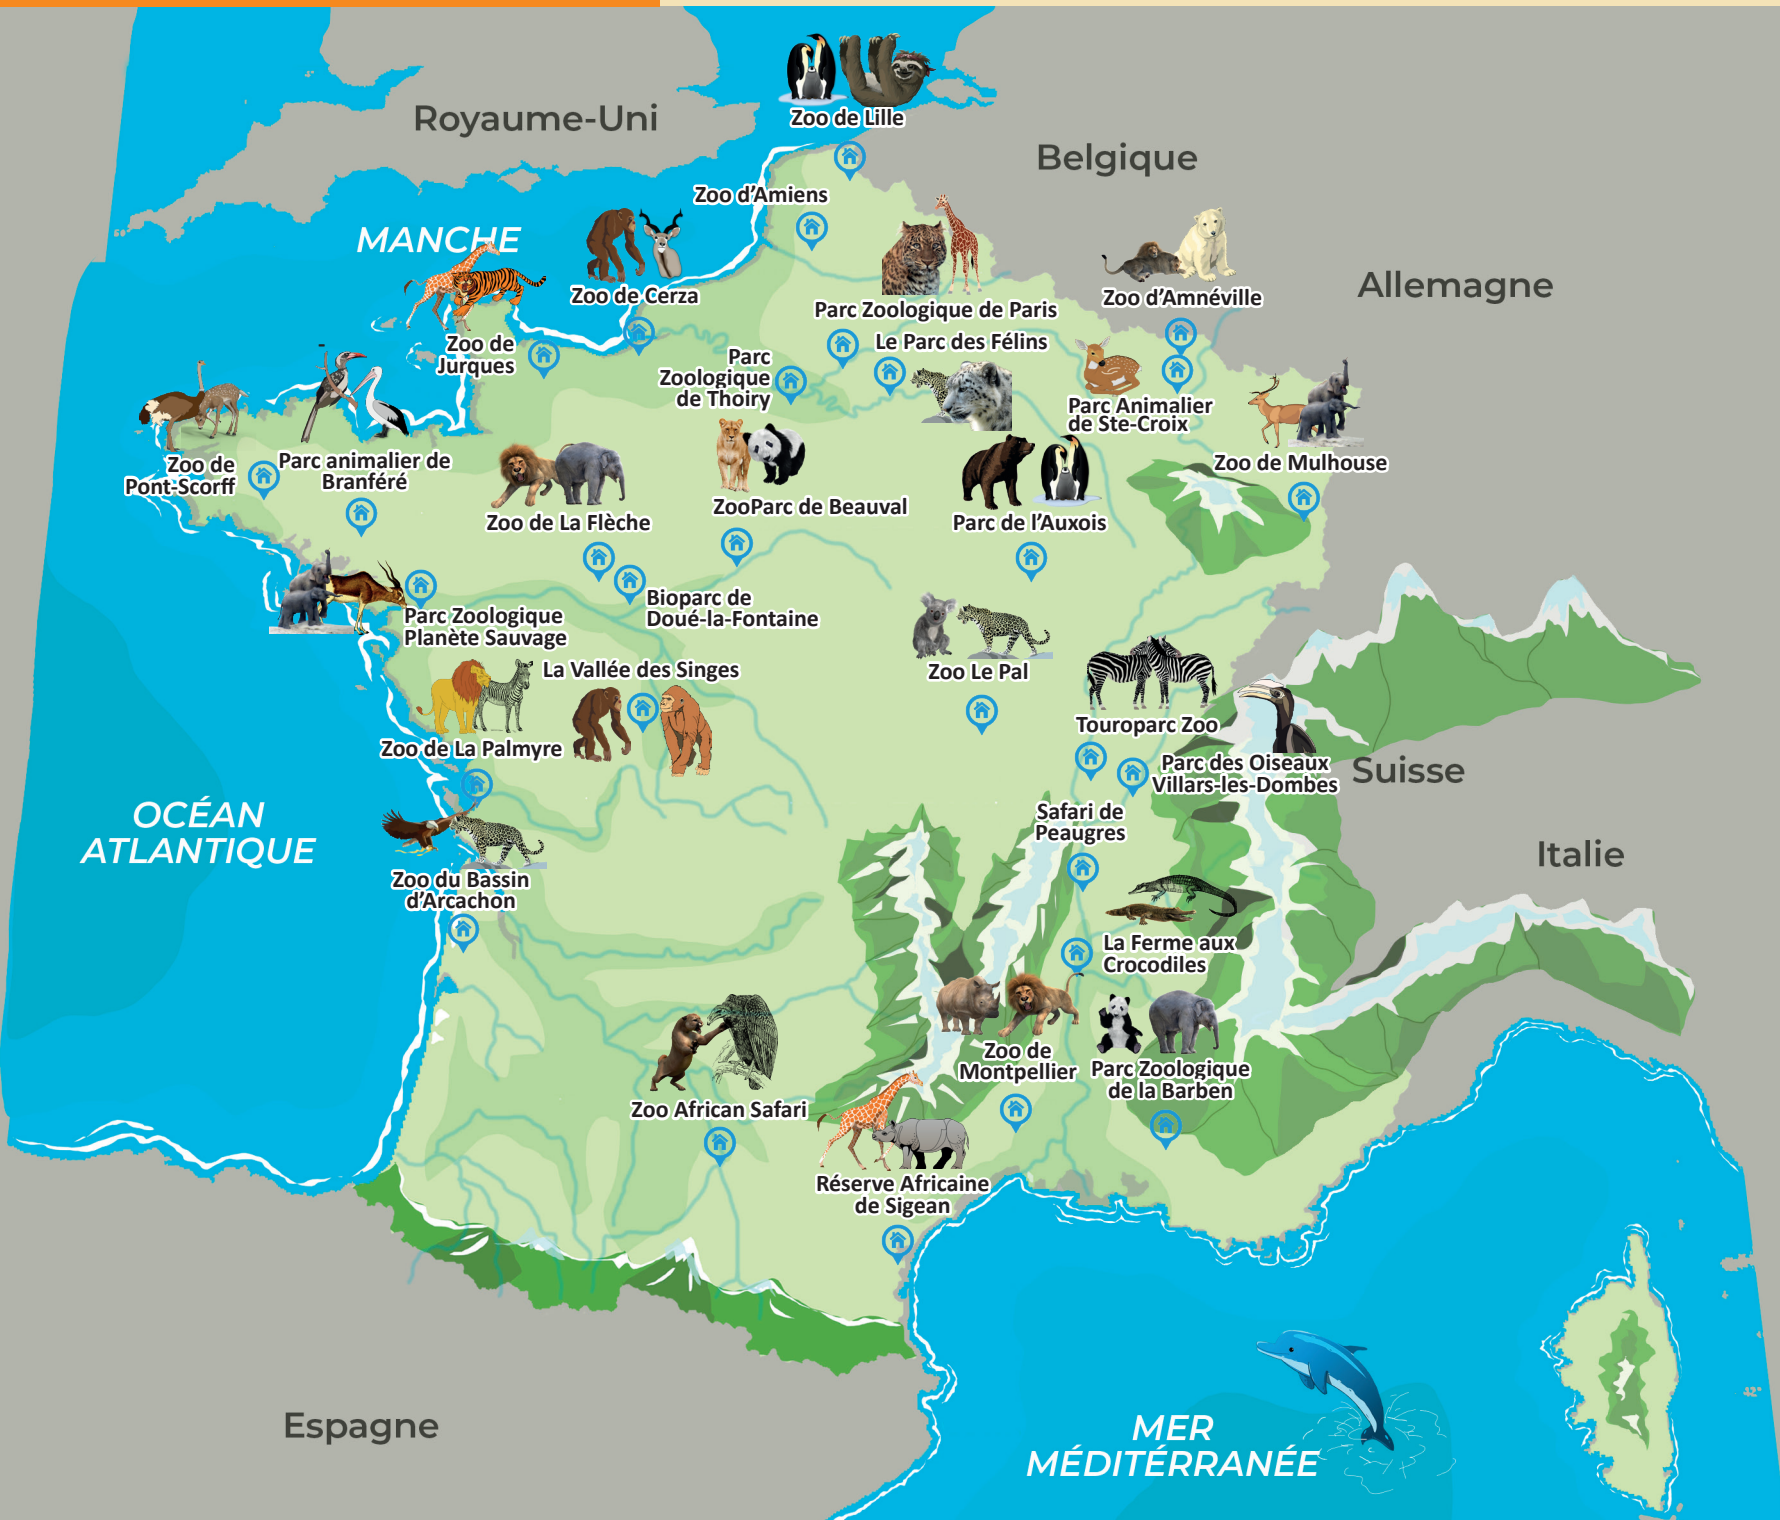 Royaume-Uni
Zoo de Lille
Belgique
Zoo d'Amiens
MANCHE
Allemagne
Zoo de Cerza
Zoo d'Amnéville
Parc Zoologique de Paris
Le Parc des Félins
Zoo de
Jurques
Parc
Zoologique
de Thoiry
Parc Animalier
de Ste-Croix
Zoo de
Pont-Scorff
Parc animalier de
Branféré
Zoo de Mulhouse
Zoo de La Flèche
ZooParc de Beauval
Parc de l'Auxois
Bioparc de
Doué-la-Fontaine
Parc Zoologique
Planète Sauvage
La Vallée des Singes
Zoo Le Pal
Touroparc Zoo
Zoo de La Palmyre
Parc des Oiseaux
Villars-les-Dombes
Suisse
OCÉAN
ATLANTIQUE
Safari de
Peaugres
Italie
Zoo du Bassin
d'Arcachon
La Ferme aux
Crocodiles
Zoo de
Montpellier
Parc Zoologique
de la Barben
Zoo African Safari
Réserve Africaine
de Sigean
42°
Espagne
MER
MÉDITÉRRANÉE